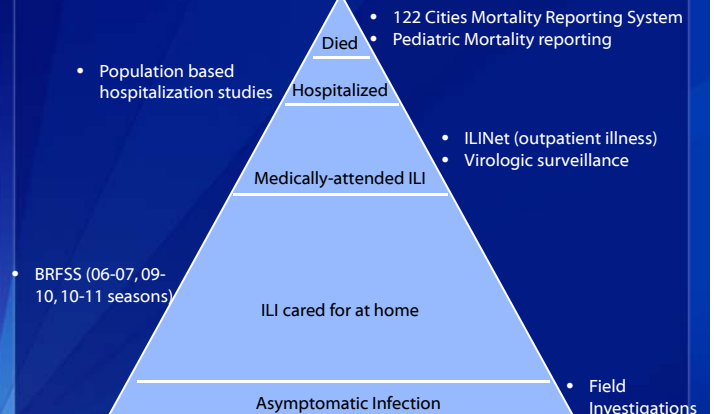 • 122 Cities Mortality Reporting System
• Pediatric Mortality reporting
Died
• Population based
hospitalization studies
Hospitalized
• ILINet (outpatient illness)
• Virologic surveillance
Medically-attended ILI
• BRFSS (06-07, 09-
10, 10-11 seasons)
ILI cared for at home
• Field
Investigations
Asymptomatic Infection